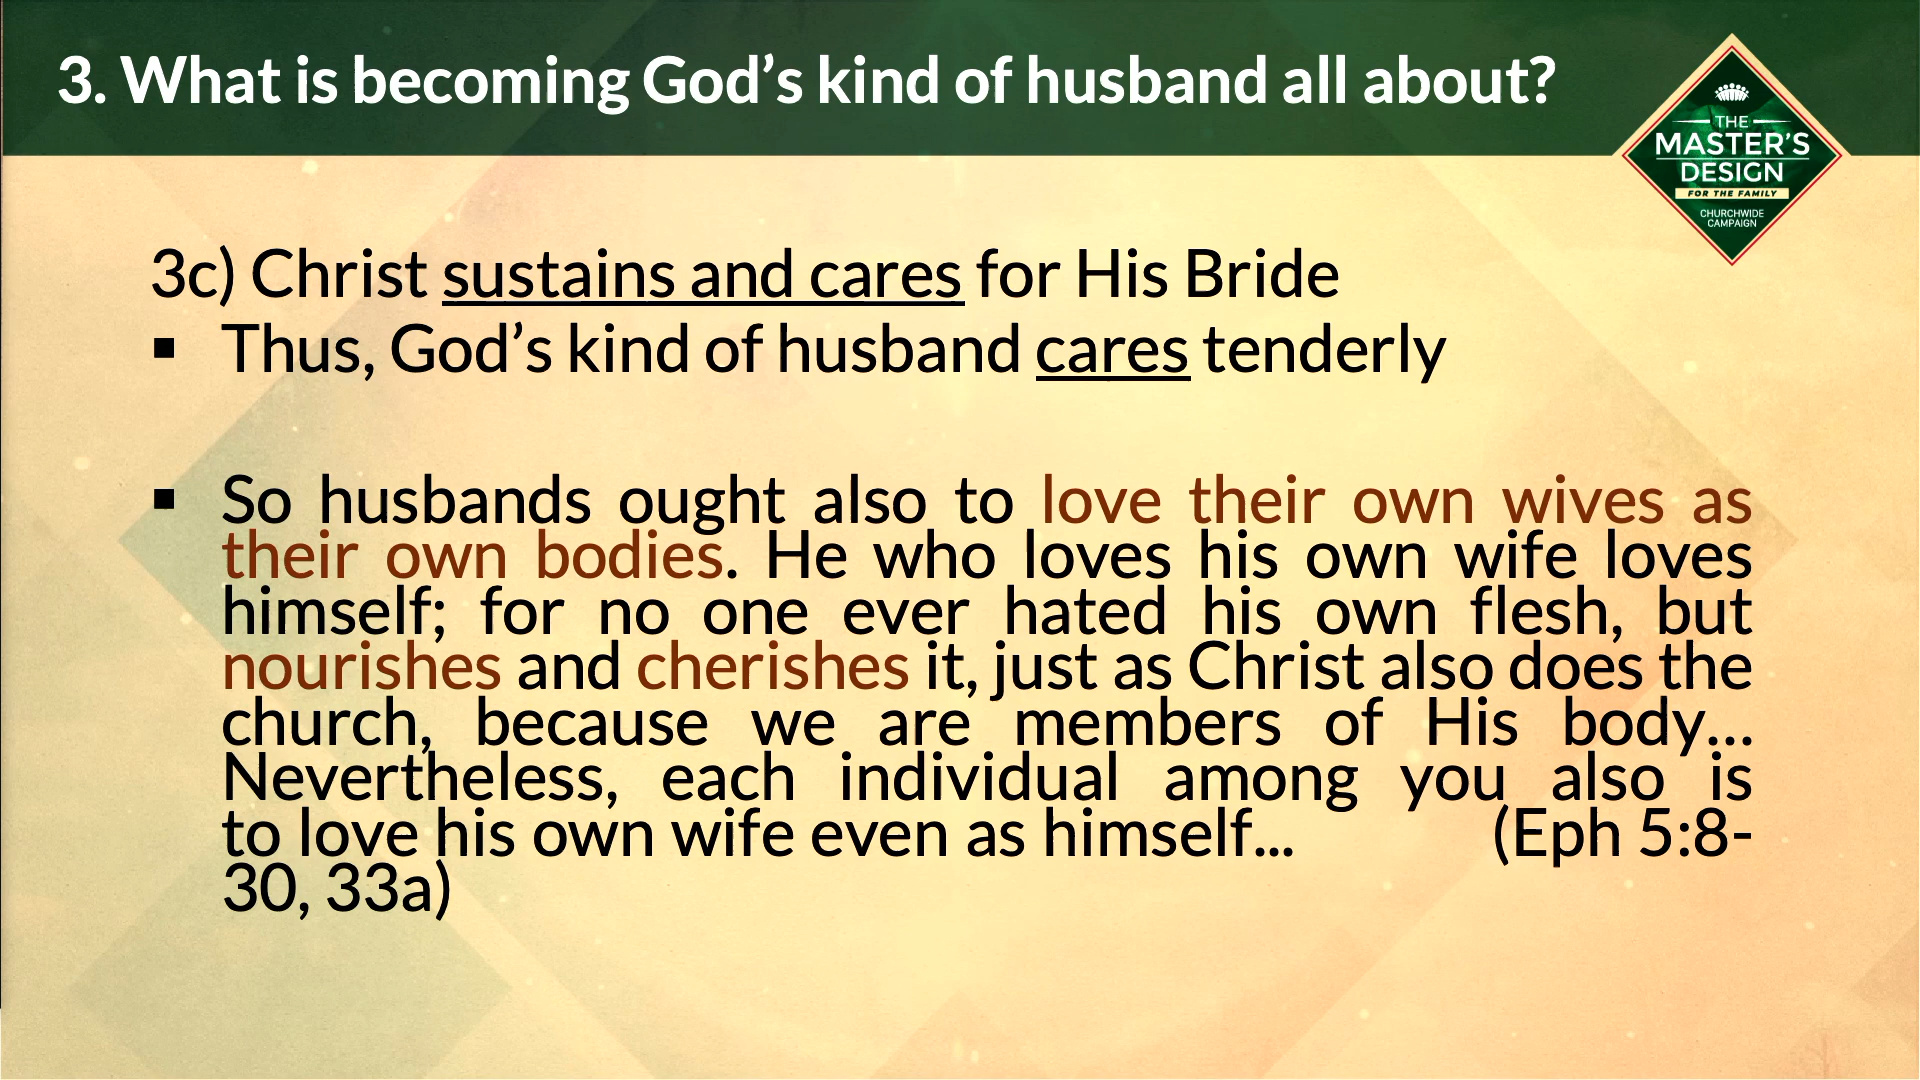 3. What is becoming God’s kind of husband all about?
THE
MASTER’S
DESIGN
FOR THE FAMILY
CHURCHWIDE
CAMPAIGN
3c) Christ sustains and cares for His Bride
▪ Thus, God’s kind of husband cares tenderly
▪ So husbands ought also to love their own wives as
their own bodies. He who loves his own wife loves
himself; for no one ever hated his own flesh, but
nourishes and cherishes it, just as Christ also does the
church, because we are members of His body…
Nevertheless, each individual among you also is
to love his own wife even as himself... (Eph 5:8-
30, 33a)